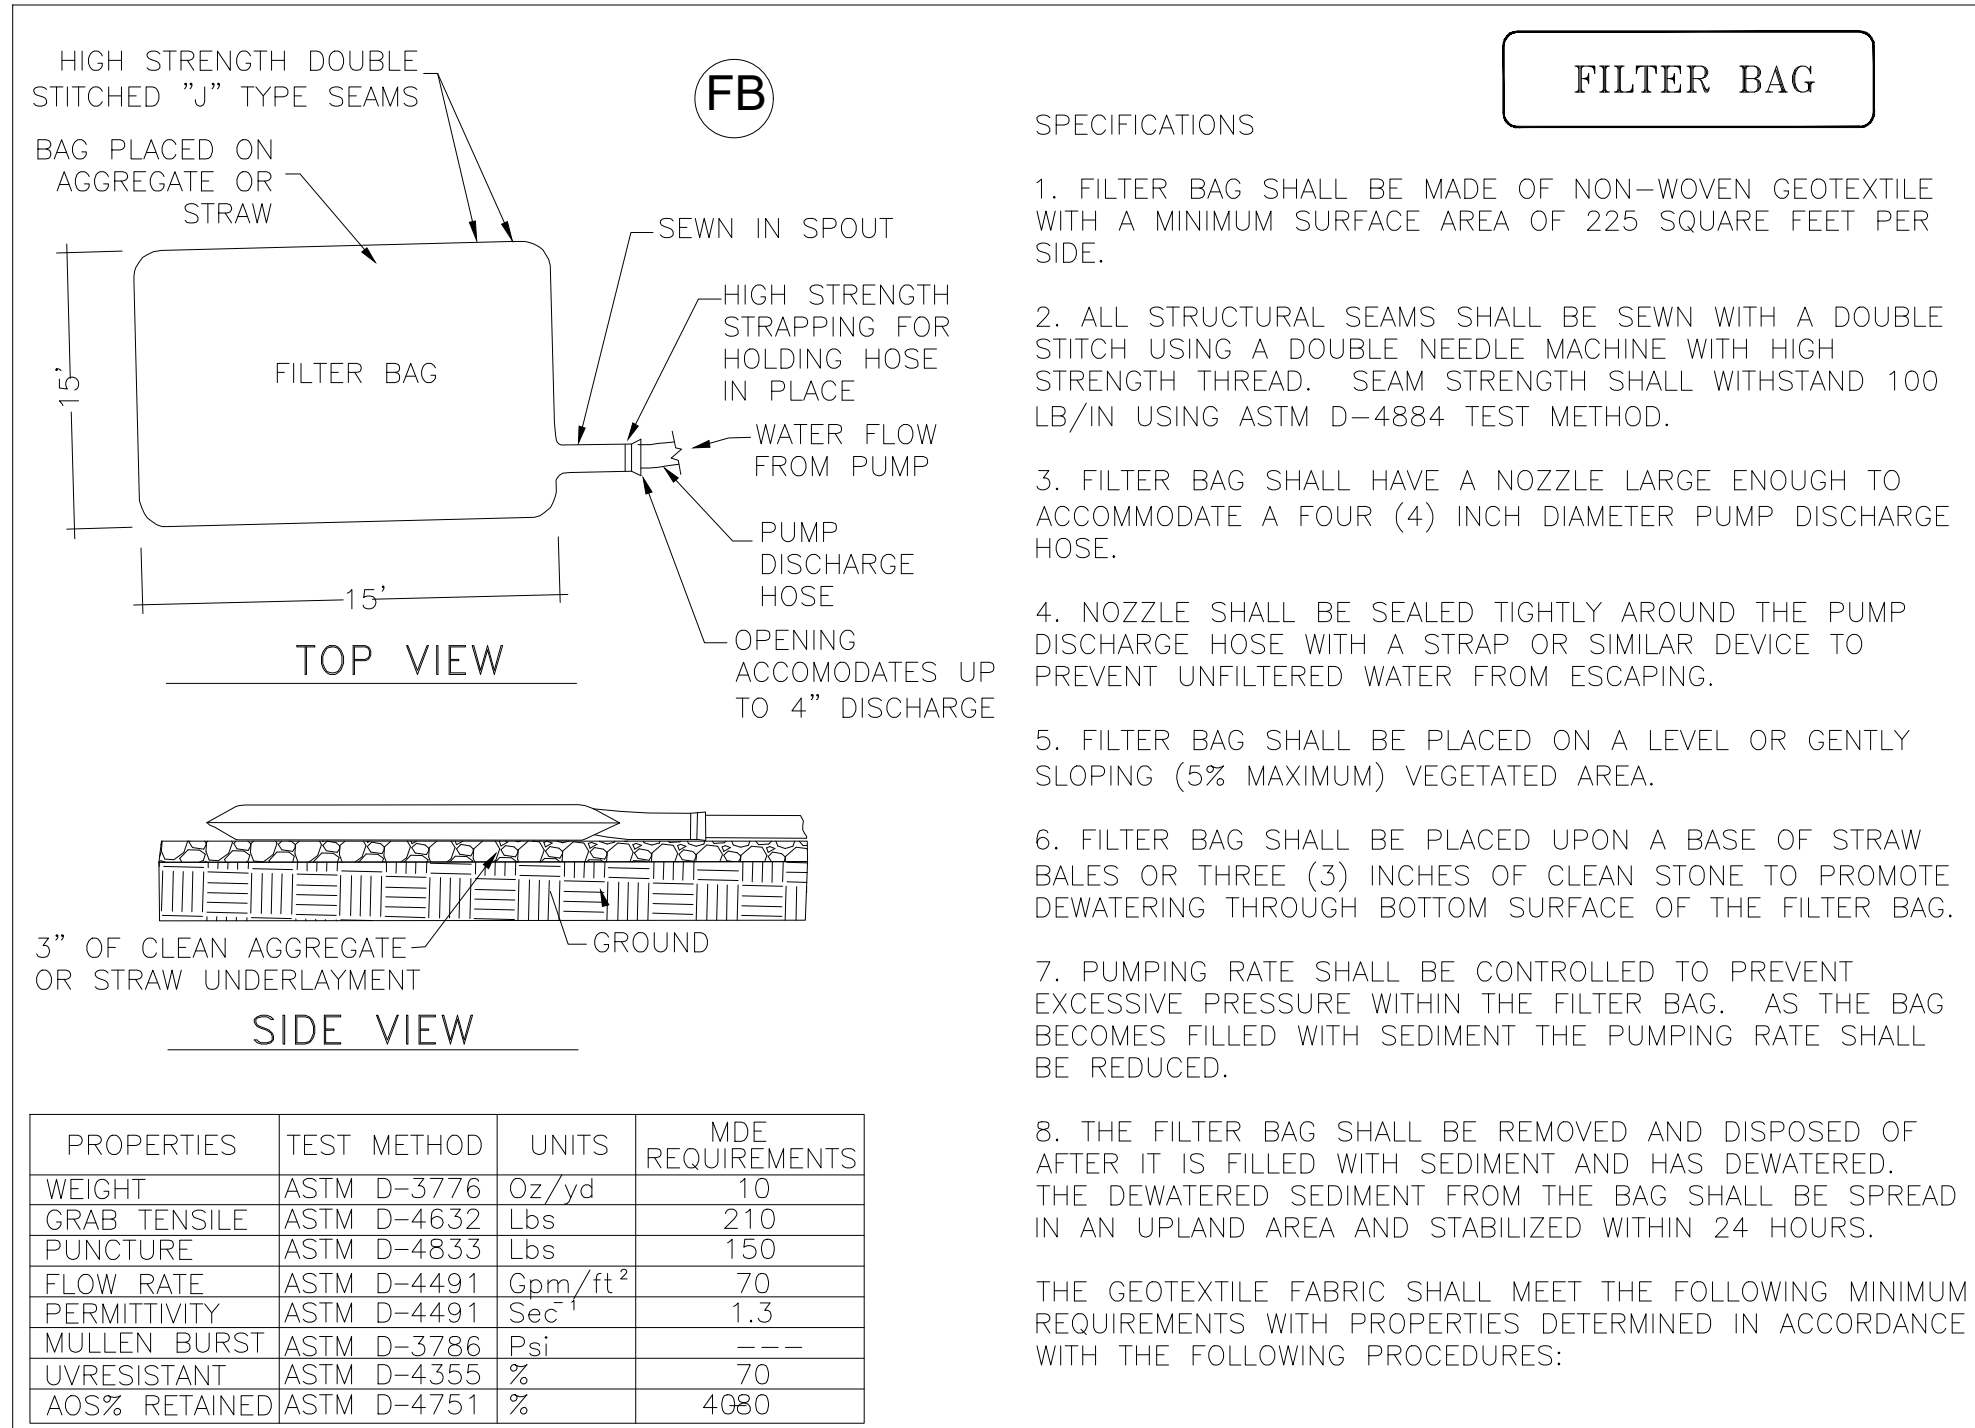 HIGH STRENGTH DOUBLE
STITCHED "J" TYPE SEAMS
BAG PLACED ON
AGGREGATE OR
STRAW
FB
SEWN IN SPOUT
HIGH STRENGTH
STRAPPING FOR
HOLDING HOSE
IN PLACE
FILTER BAG
WATER FLOW
FROM PUMP
PUMP
DISCHARGE
HOSE
OPENING
ACCOMODATES UP
TO 4" DISCHARGE
15'
15'
TOP VIEW
3" OF CLEAN AGGREGATE
OR STRAW UNDERLAYMENT
GROUND
SIDE VIEW
PROPERTIES TEST METHOD UNITS MDE REQUIREMENTS
WEIGHT ASTM D-3776 Oz/yd 10
GRAB TENSILE ASTM D-4632 Lbs 210
PUNCTURE ASTM D-4833 Lbs 150
FLOW RATE ASTM D-4491 Gpm/ft² 70
PERMITTIVITY ASTM D-4491 Sec⁻¹ 1.3
MULLEN BURST ASTM D-3786 Psi ---
UVRESISTANT ASTM D-4355 % 70
AOS% RETAINED ASTM D-4751 %
FILTER BAG
SPECIFICATIONS
1. FILTER BAG SHALL BE MADE OF NON-WOVEN GEOTEXTILE
WITH A MINIMUM SURFACE AREA OF 225 SQUARE FEET PER
SIDE.
2. ALL STRUCTURAL SEAMS SHALL BE SEWN WITH A DOUBLE
STITCH USING A DOUBLE NEEDLE MACHINE WITH HIGH
STRENGTH THREAD. SEAM STRENGTH SHALL WITHSTAND 100
LB/IN USING ASTM D-4884 TEST METHOD.
3. FILTER BAG SHALL HAVE A NOZZLE LARGE ENOUGH TO
ACCOMMODATE A FOUR (4) INCH DIAMETER PUMP DISCHARGE
HOSE.
4. NOZZLE SHALL BE SEALED TIGHTLY AROUND THE PUMP
DISCHARGE HOSE WITH A STRAP OR SIMILAR DEVICE TO
PREVENT UNFILTERED WATER FROM ESCAPING.
5. FILTER BAG SHALL BE PLACED ON A LEVEL OR GENTLY
SLOPING (5% MAXIMUM) VEGETATED AREA.
6. FILTER BAG SHALL BE PLACED UPON A BASE OF STRAW
BALES OR THREE (3) INCHES OF CLEAN STONE TO PROMOTE
DEWATERING THROUGH BOTTOM SURFACE OF THE FILTER BAG.
7. PUMPING RATE SHALL BE CONTROLLED TO PREVENT
EXCESSIVE PRESSURE WITHIN THE FILTER BAG. AS THE BAG
BECOMES FILLED WITH SEDIMENT THE PUMPING RATE SHALL
BE REDUCED.
8. THE FILTER BAG SHALL BE REMOVED AND DISPOSED OF
AFTER IT IS FILLED WITH SEDIMENT AND HAS DEWATERED.
THE DEWATERED SEDIMENT FROM THE BAG SHALL BE SPREAD
IN AN UPLAND AREA AND STABILIZED WITHIN 24 HOURS.
THE GEOTEXTILE FABRIC SHALL MEET THE FOLLOWING MINIMUM
REQUIREMENTS WITH PROPERTIES DETERMINED IN ACCORDANCE
WITH THE FOLLOWING PROCEDURES: